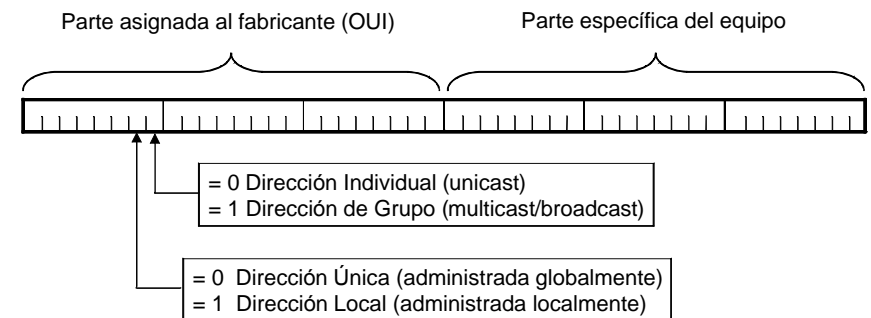 Parte asignada al fabricante (OUI)
Parte específica del equipo
= 0 Dirección Individual (unicast)
= 1 Dirección de Grupo (multicast/broadcast)
= 0 Dirección Única (administrada globalmente)
= 1 Dirección Local (administrada localmente)